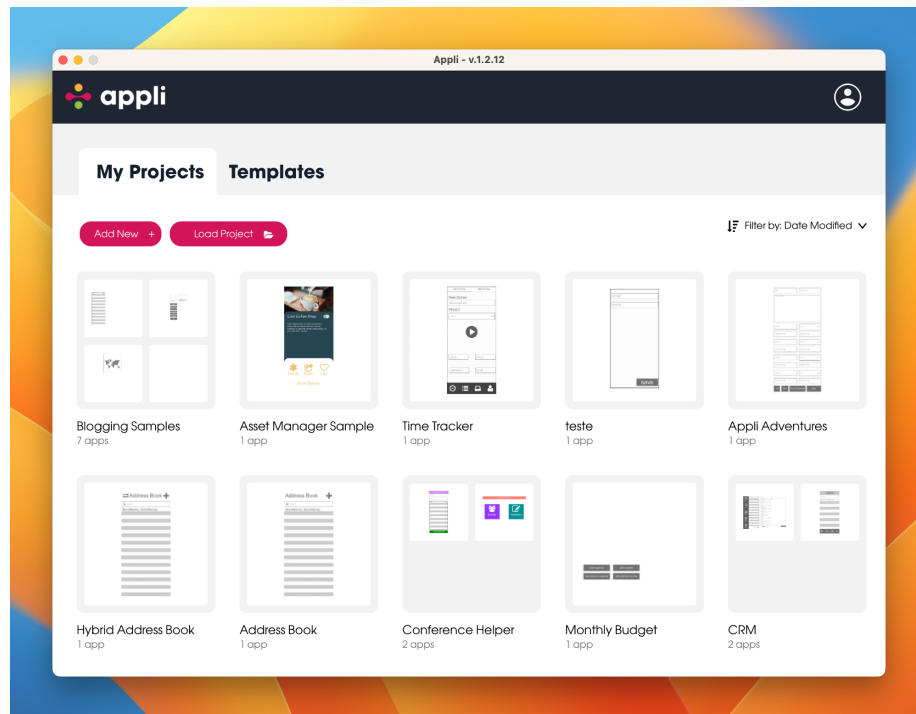 Appli - v.1.2.12
appli
My Projects
Templates
Add New +
Load Project
Filter by: Date Modified
Blogging Samples
7 apps
Asset Manager Sample
1 app
Time Tracker
1 app
teste
1 app
Appli Adventures
1 app
Address Book
Address Book
Hybrid Address Book
1 app
Address Book
1 app
Conference Helper
2 apps
Monthly Budget
1 app
CRM
2 apps